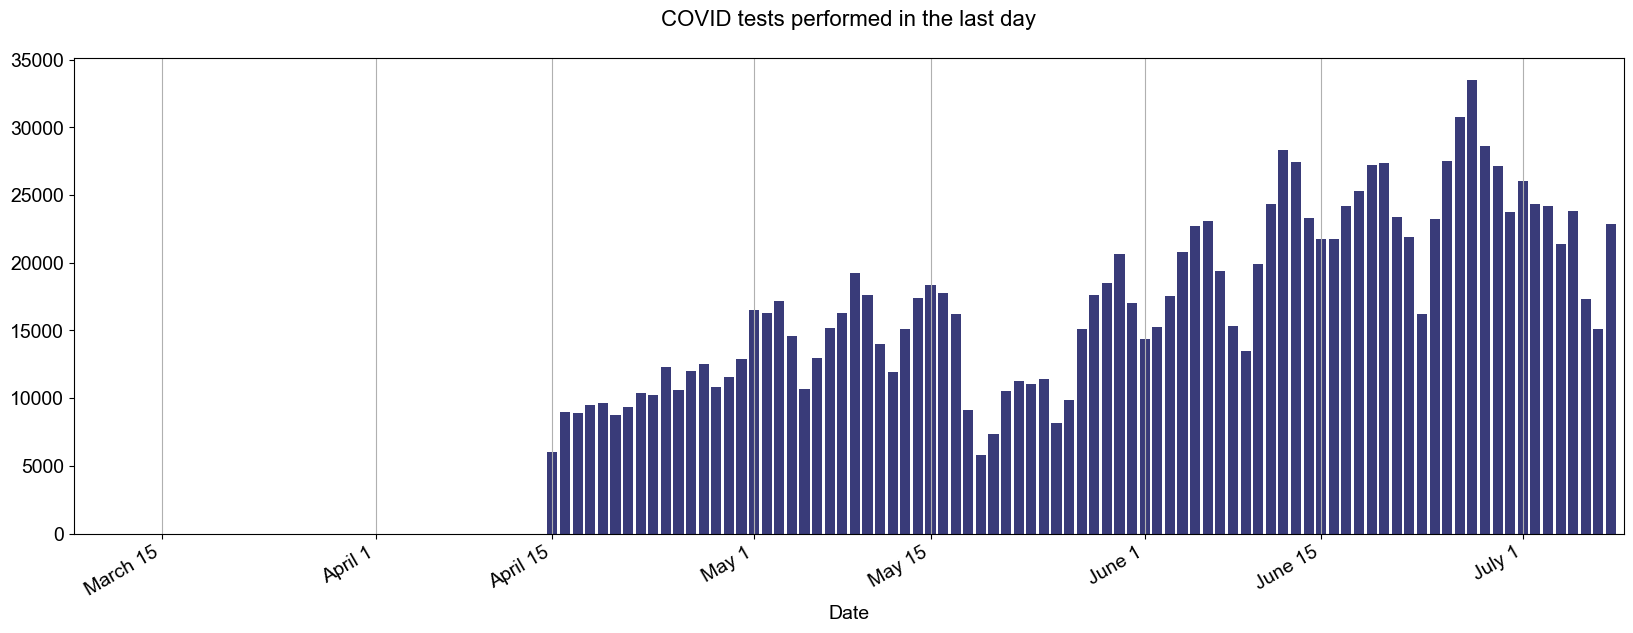 COVID tests performed in the last day
35000
30000
25000
20000
15000
10000
5000
0
March 15
April 1
April 15
May 1
May 15
June 1
June 15
July 1
Date